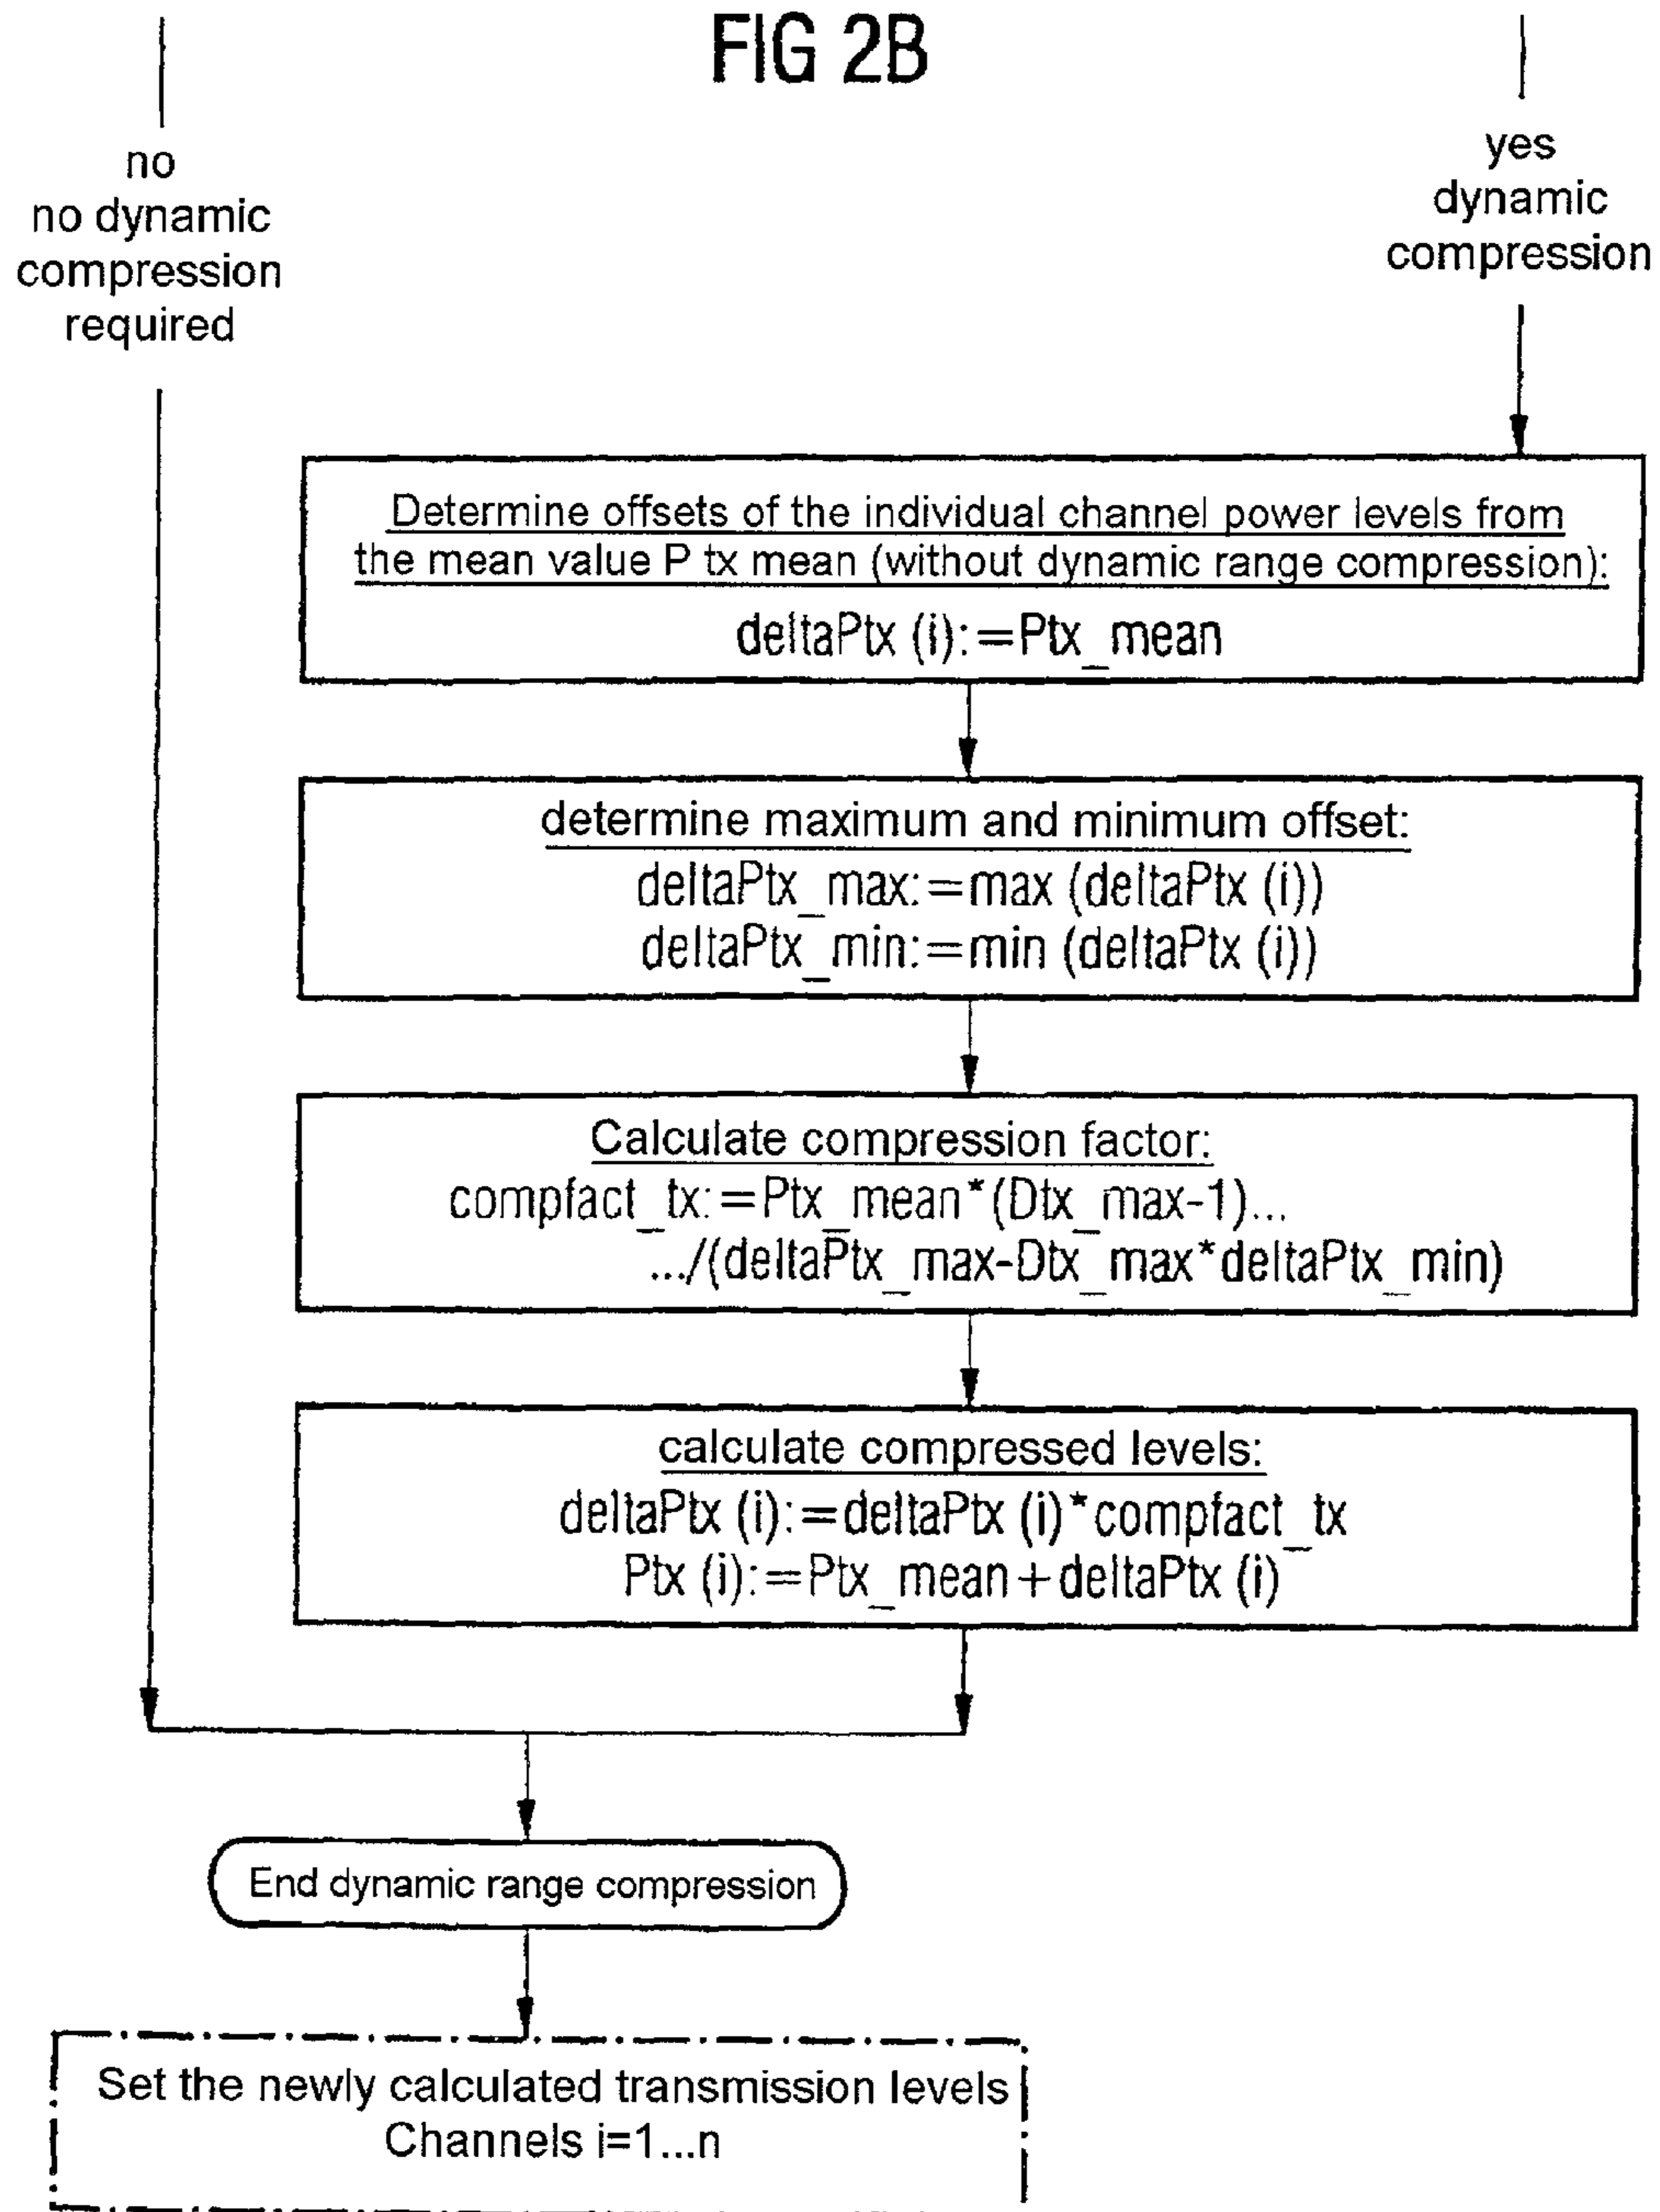 FIG 2B
no
no dynamic
compression
required
yes
dynamic
compression
Determine offsets of the individual channel power levels from
the mean value P tx mean (without dynamic range compression):
deltaPtx (i):=Ptx_mean
determine maximum and minimum offset:
deltaPtx_max:=max (deltaPtx (i))
deltaPtx_min:=min (deltaPtx (i))
Calculate compression factor:
compfact_tx:=Ptx_mean*(Dtx_max-1)...
.../(deltaPtx_max-Dtx_max*deltaPtx_min)
calculate compressed levels:
deltaPtx (i):=deltaPtx (i)*compfact_tx
Ptx (i):=Ptx_mean+deltaPtx (i)
End dynamic range compression
Set the newly calculated transmission levels
Channels i=1...n